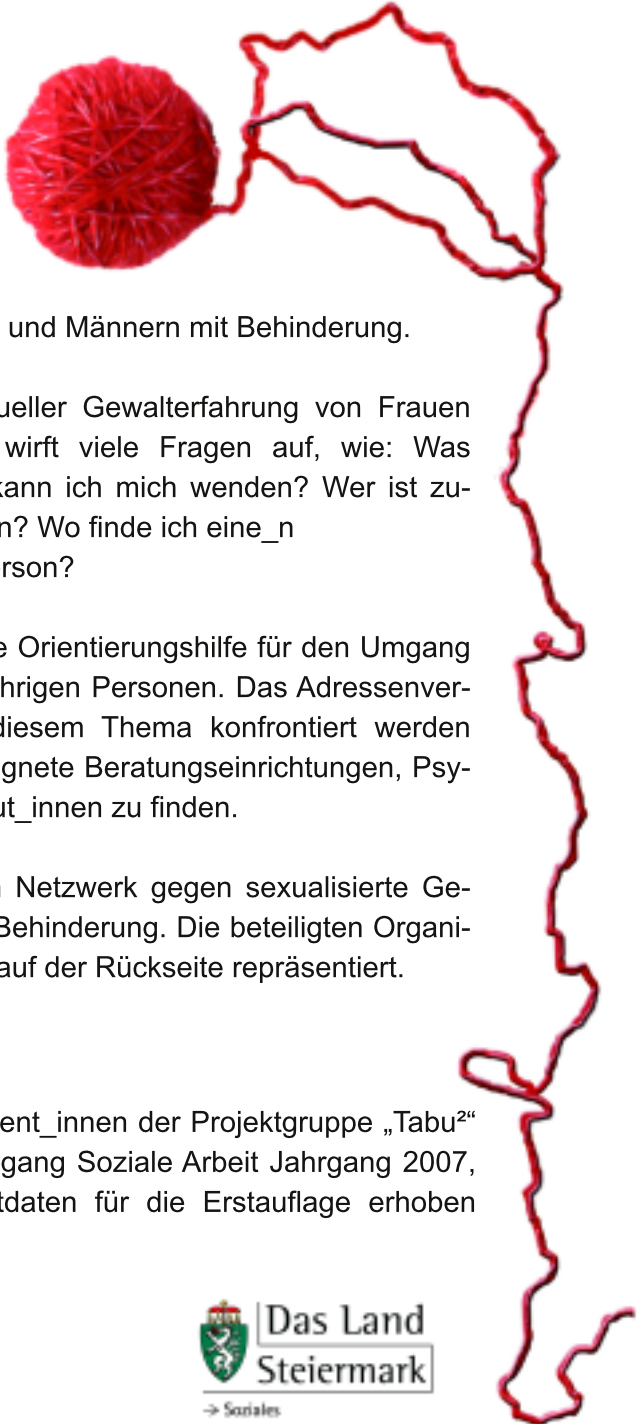 und Männern mit Behinderung.
ueller Gewalterfahrung von Frauen
wirft viele Fragen auf, wie: Was
kann ich mich wenden? Wer ist zu-
n? Wo finde ich eine_n
erson?
e Orientierungshilfe für den Umgang
hrigen Personen. Das Adressenver-
diesem Thema konfrontiert werden
ignete Beratungseinrichtungen, Psy-
ut_innen zu finden.
n Netzwerk gegen sexualisierte Ge-
Behinderung. Die beteiligten Organi-
auf der Rückseite repräsentiert.
ent_innen der Projektgruppe „Tabu²“
gang Soziale Arbeit Jahrgang 2007,
tdaten für die Erstauflage erhoben
Das Land
Steiermark
→ Soziales